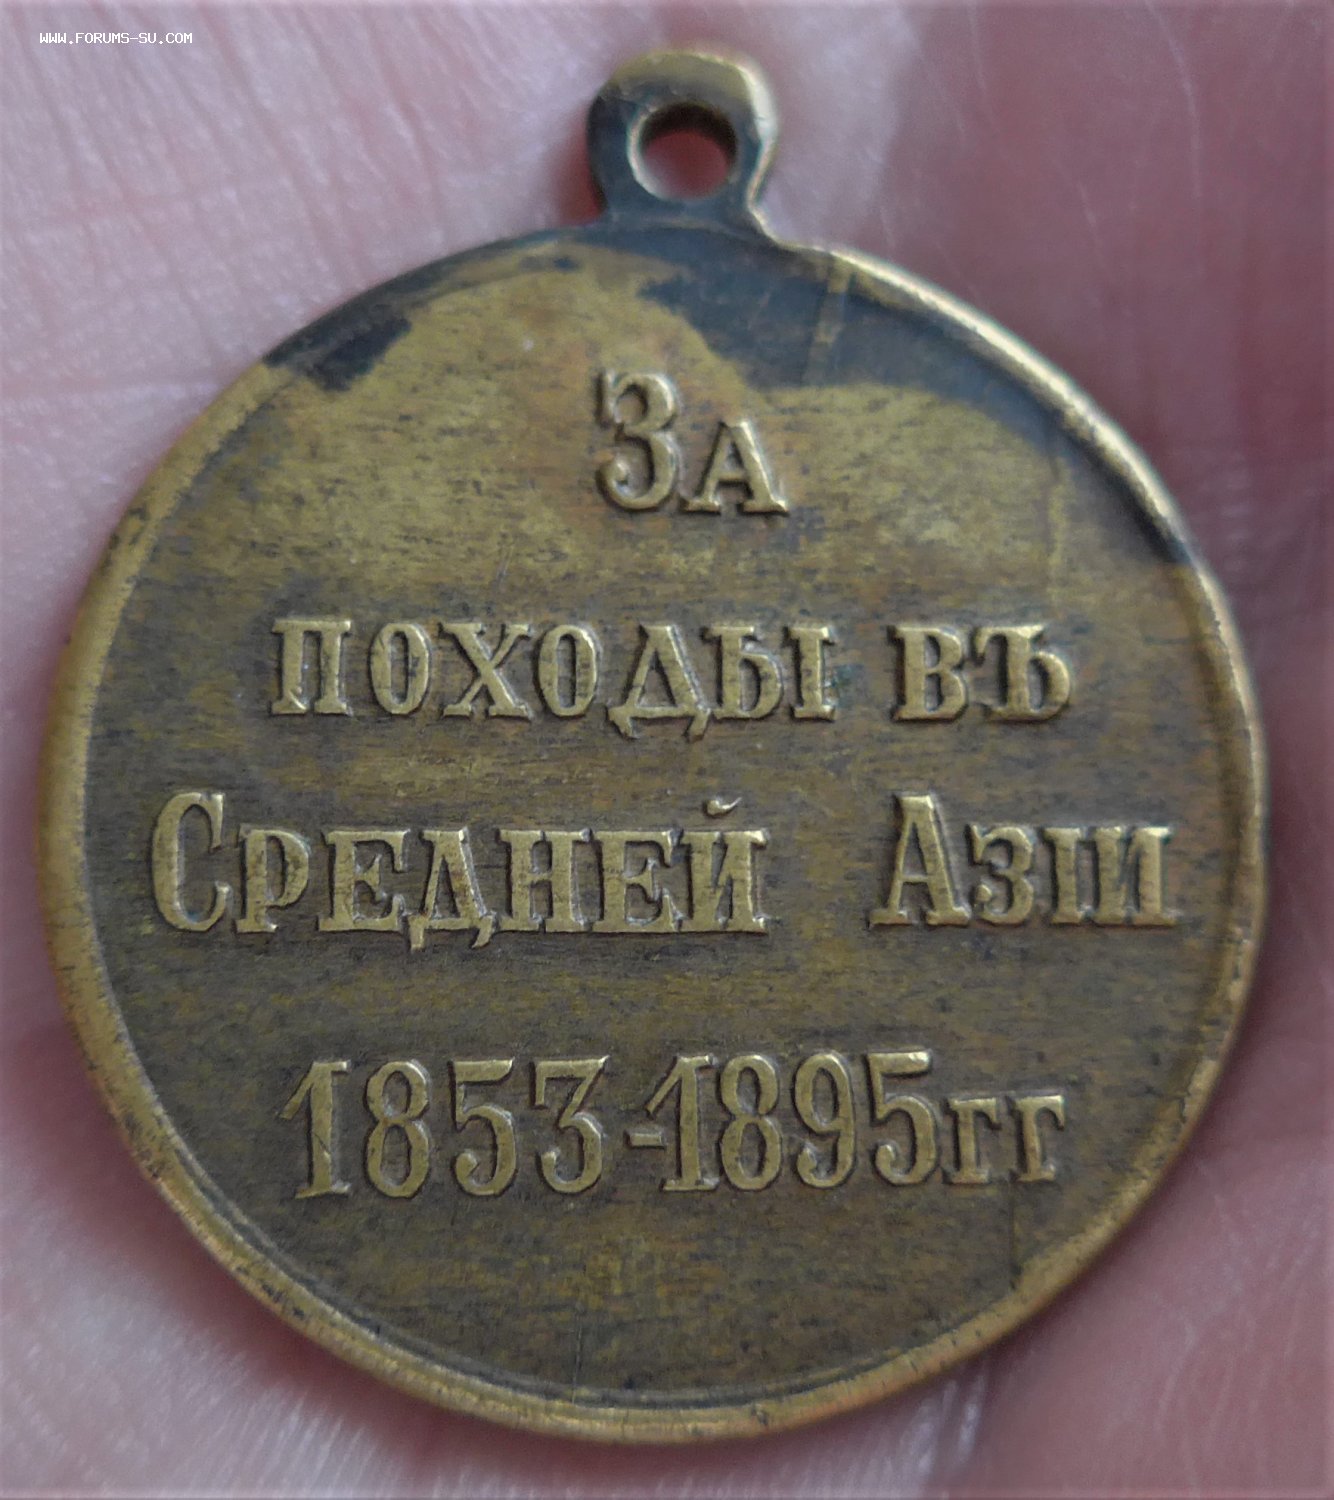 WWW.FORUMS-SU.COM
За
походы въ
Средней Азіи
1853-1895гг